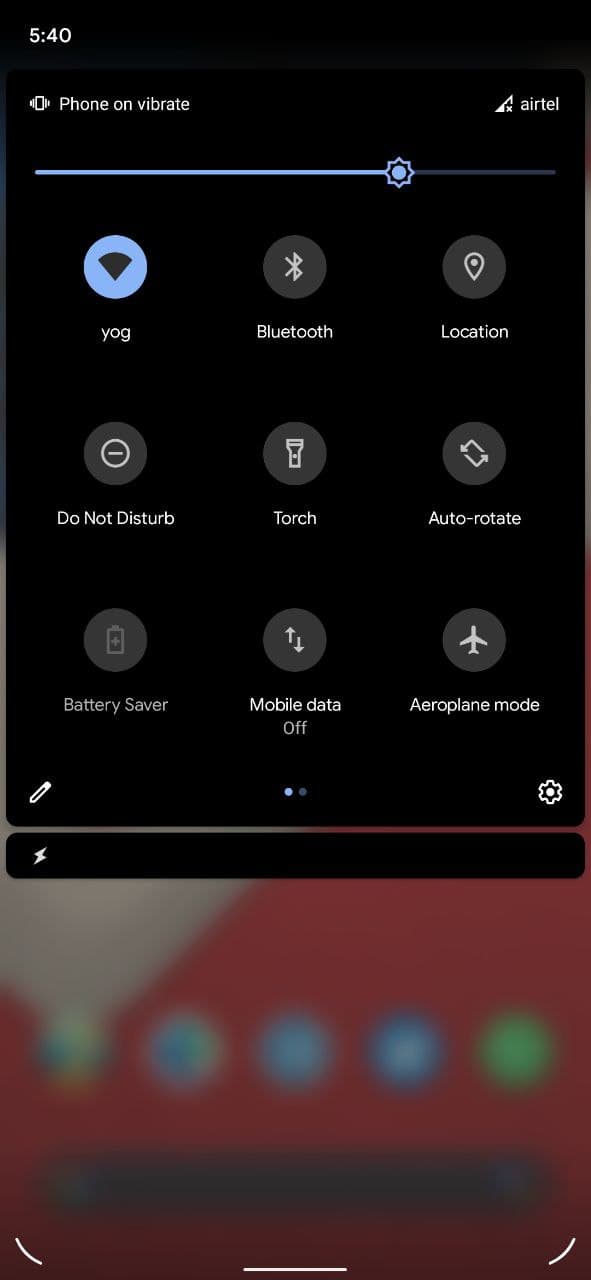 5:40
Phone on vibrate
airtel
yog
Bluetooth
Location
Do Not Disturb
Torch
Auto-rotate
Battery Saver
Mobile data
Off
Aeroplane mode